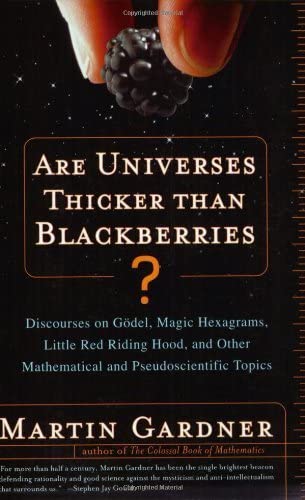 ARE UNIVERSES
THICKER THAN
BLACKBERRIES
?
Discourses on Gödel, Magic Hexagrams,
Little Red Riding Hood, and Other
Mathematical and Pseudoscientific Topics
MARTIN GARDNER
author of The Colossal Book of Mathematics
"For more than half a century, Martin Gardner has been the single brightest beacon
defending rationality and good science against the mysticism and anti-intellectualism
that surrounds us." —Stephen Jay Gould